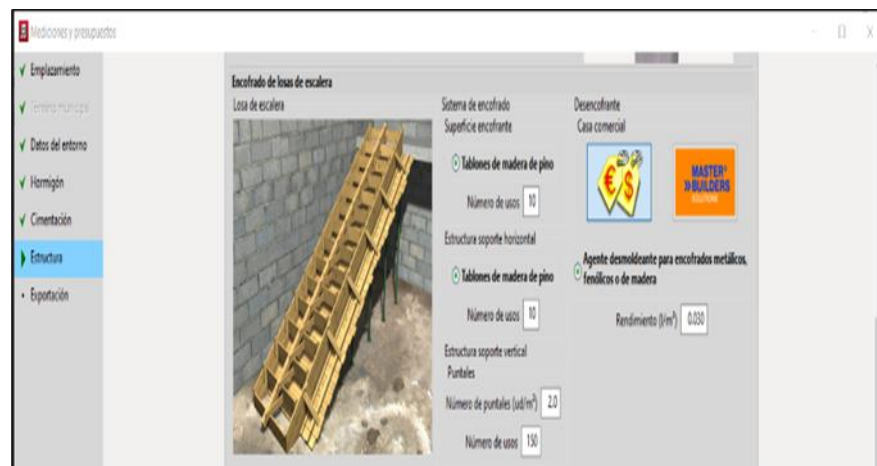 Mediciones y presupuestos
Emplazamiento
Término municipal
Datos del entorno
Hormigón
Cimentación
Estructura
Exportación
Encofrado de losas de escalera
Losa de escalera
Sistema de encofrado
Superficie encofrante
Tablones de madera de pino
Número de usos 10
Estructura soporte horizontal
Tablones de madera de pino
Número de usos 10
Estructura soporte vertical
Puntales
Número de puntales (ud/m²) 2.0
Número de usos 150
Desencofrante
Casa comercial
€ $
MASTER®
»BUILDERS
SOLUTIONS
Agente desmoldeante para encofrados metálicos,
fenólicos o de madera
Rendimiento (l/m²) 0.030